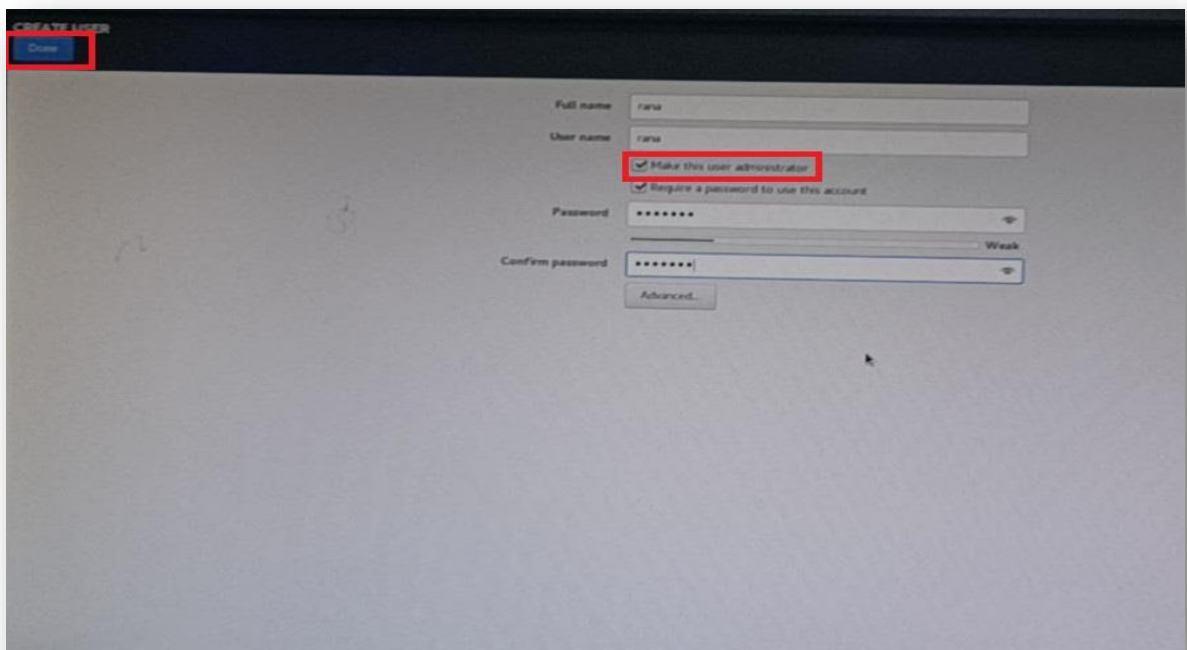 CREATE USER
Done
Full name rana
User name rana
Make this user administrator
Require a password to use this account
Password •••••••
Weak
Confirm password •••••••
Advanced...